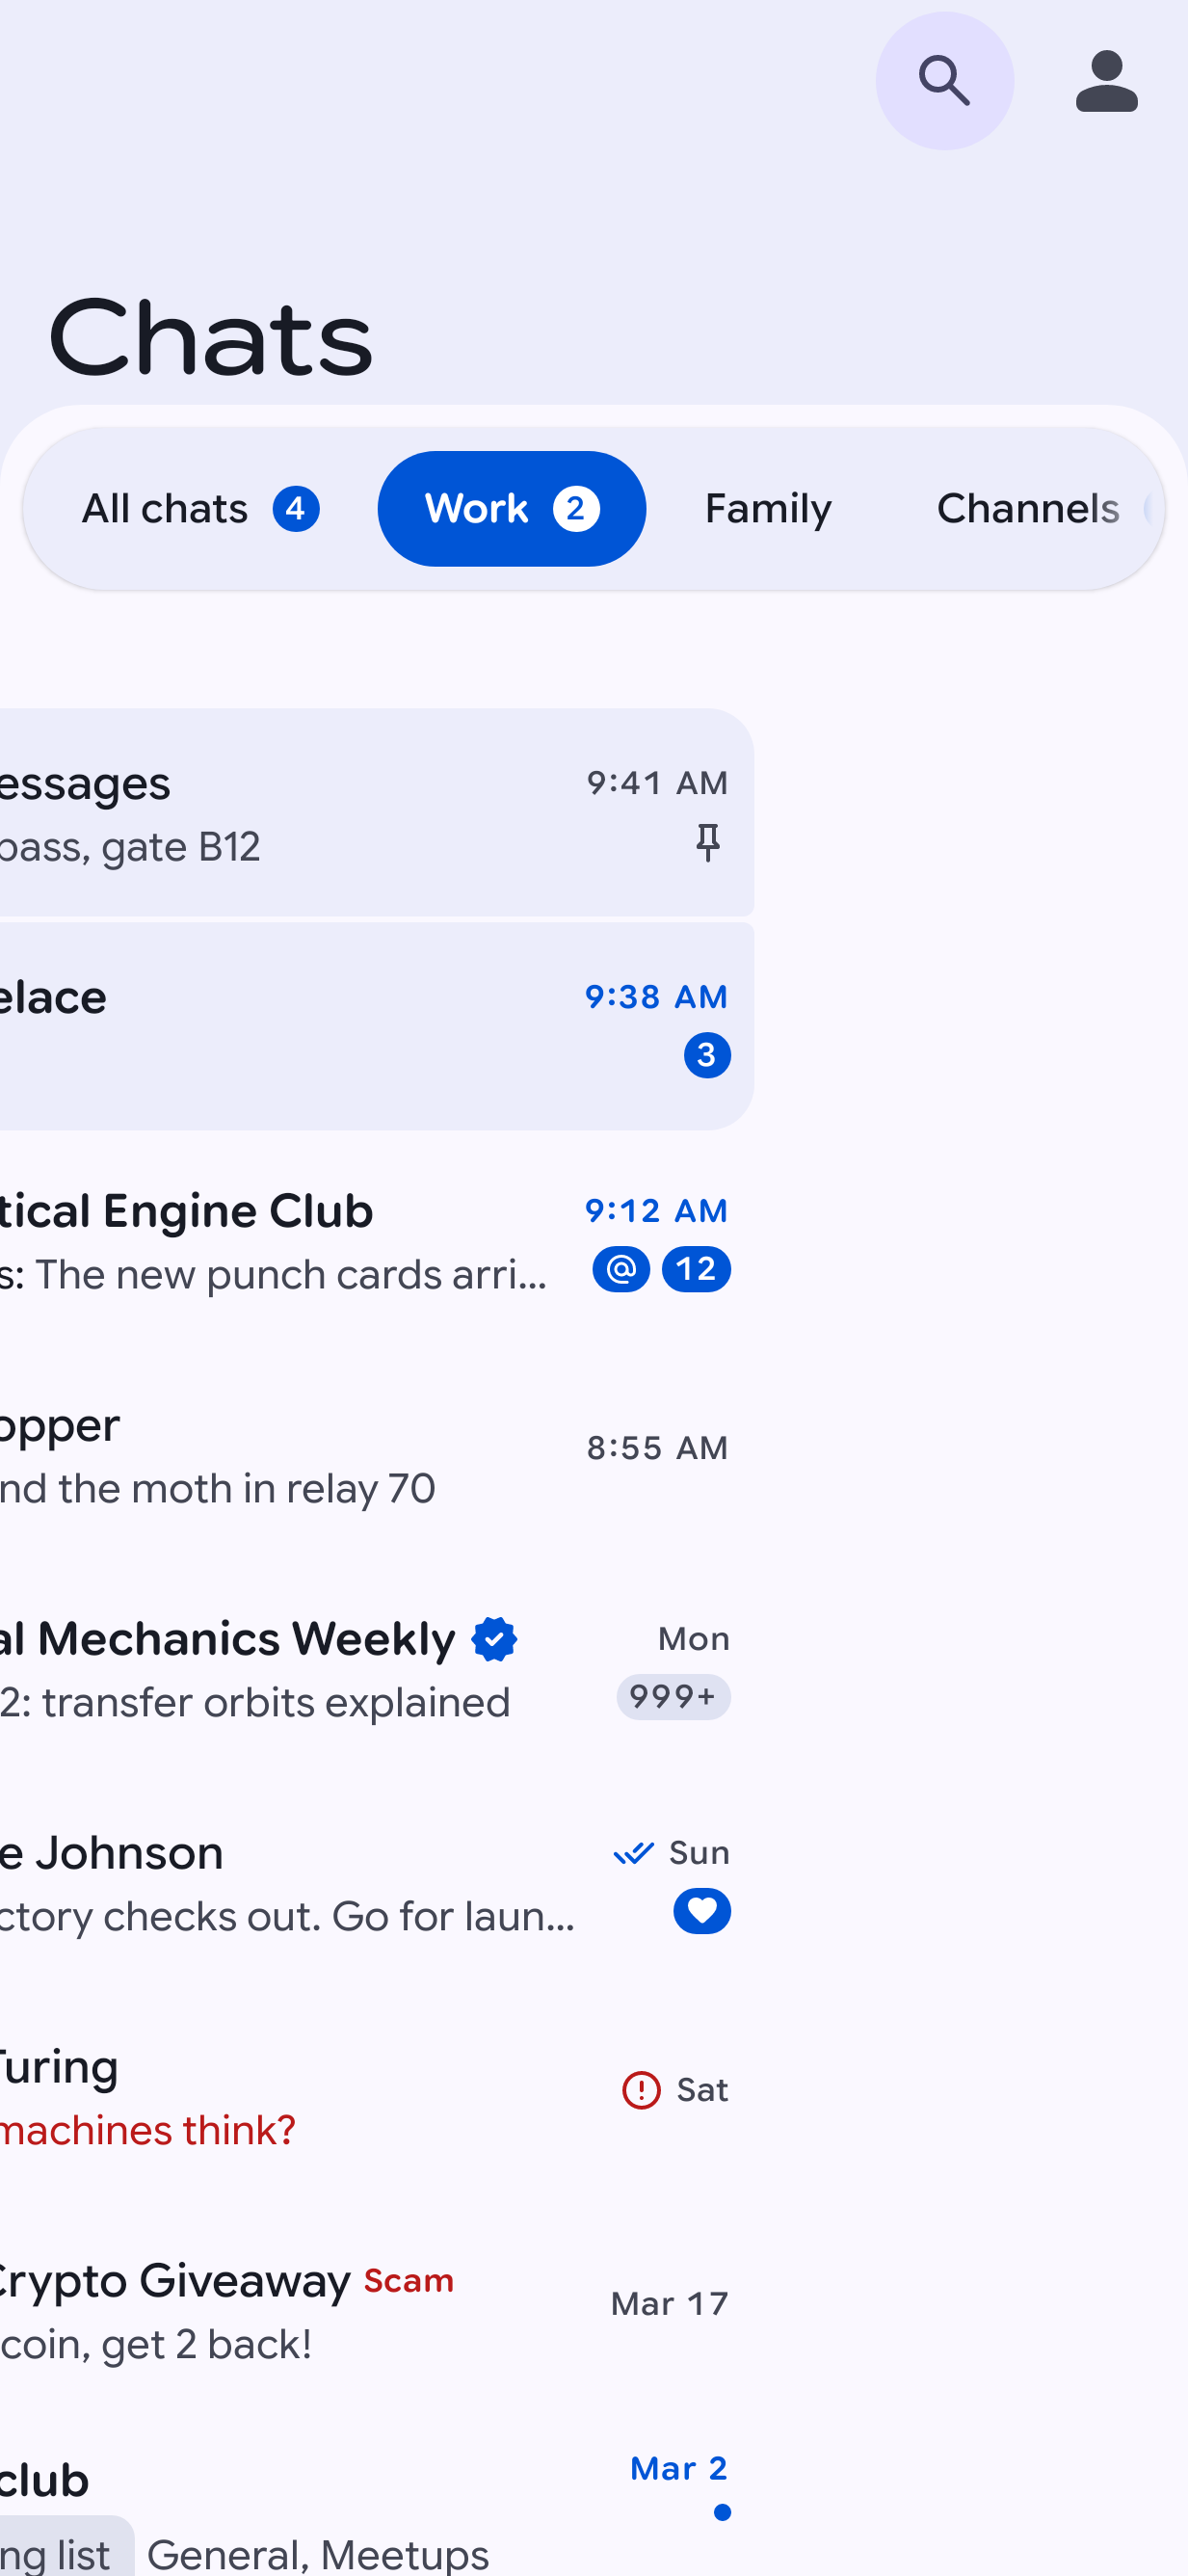 Chats
All chats 4 Work 2 Family Channels
essages 9:41 AM
pass, gate B12
elace 9:38 AM
3
tical Engine Club 9:12 AM
s: The new punch cards arri... @ 12
opper 8:55 AM
nd the moth in relay 70
al Mechanics Weekly Mon
2: transfer orbits explained 999+
e Johnson Sun
ctory checks out. Go for laun...
Turing Sat
machines think?
Crypto Giveaway Scam Mar 17
coin, get 2 back!
club Mar 2
ng list General, Meetups